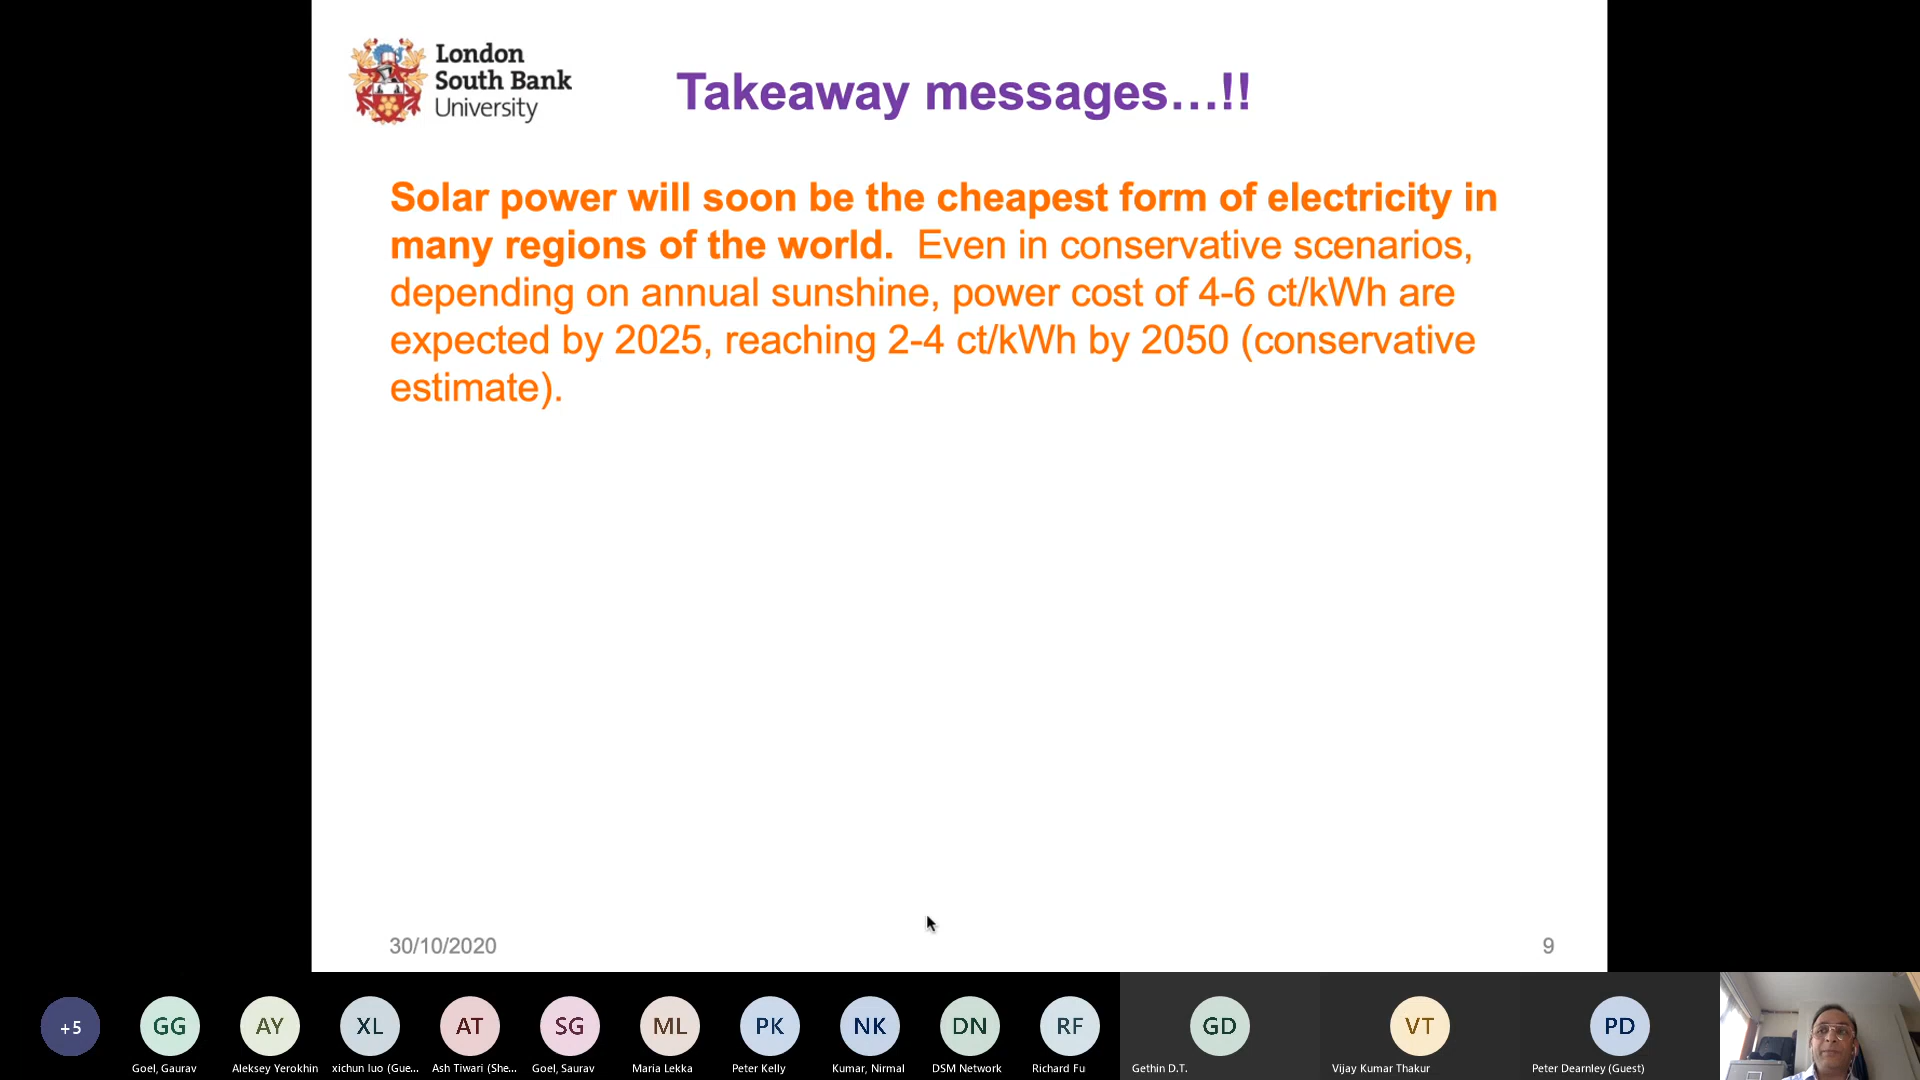 London
South Bank
University
Takeaway messages...!!
Solar power will soon be the cheapest form of electricity in
many regions of the world.  Even in conservative scenarios,
depending on annual sunshine, power cost of 4-6 ct/kWh are
expected by 2025, reaching 2-4 ct/kWh by 2050 (conservative
estimate).
30/10/2020
9
+5
GG
AY
XL
AT
SG
ML
PK
NK
DN
RF
GD
VT
PD
Goel, Gaurav
Aleksey Yerokhin
xichun luo (Gue...
Ash Tiwari (She...
Goel, Saurav
Maria Lekka
Peter Kelly
Kumar, Nirmal
DSM Network
Richard Fu
Gethin D.T.
Vijay Kumar Thakur
Peter Dearnley (Guest)